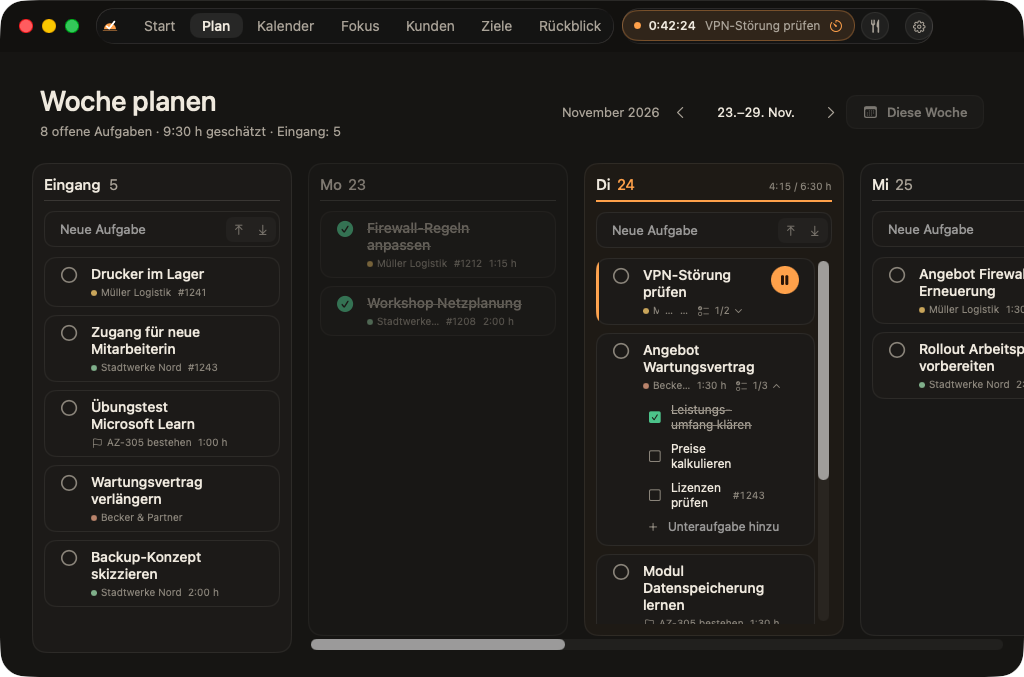 Start Plan Kalender Fokus Kunden Ziele Rückblick 0:42:24 VPN-Störung prüfen
Woche planen
8 offene Aufgaben · 9:30 h geschätzt · Eingang: 5
November 2026 23.–29. Nov. Diese Woche
Eingang 5
Neue Aufgabe
Drucker im Lager
Müller Logistik #1241
Zugang für neue
Mitarbeiterin
Stadtwerke Nord #1243
Übungstest
Microsoft Learn
AZ-305 bestehen 1:00 h
Wartungsvertrag
verlängern
Becker & Partner
Backup-Konzept
skizzieren
Stadtwerke Nord 2:00 h
Mo 23
Firewall-Regeln
anpassen
Müller Logistik #1212 1:15 h
Workshop Netzplanung
Stadtwerke… #1208 2:00 h
Di 24 4:15 / 6:30 h
Neue Aufgabe
VPN-Störung
prüfen
M … … 1/2
Angebot
Wartungsvertrag
Becke… 1:30 h 1/3
Leistungs-
umfang klären
Preise
kalkulieren
Lizenzen
prüfen #1243
+ Unteraufgabe hinzu
Modul
Datenspeicherung
lernen
AZ-305 bestehen 1:30 h
Mi 25
Neue Aufgabe
Angebot Firewa
Erneuerung
Müller Logistik 1:30
Rollout Arbeitsp
vorbereiten
Stadtwerke Nord 2: